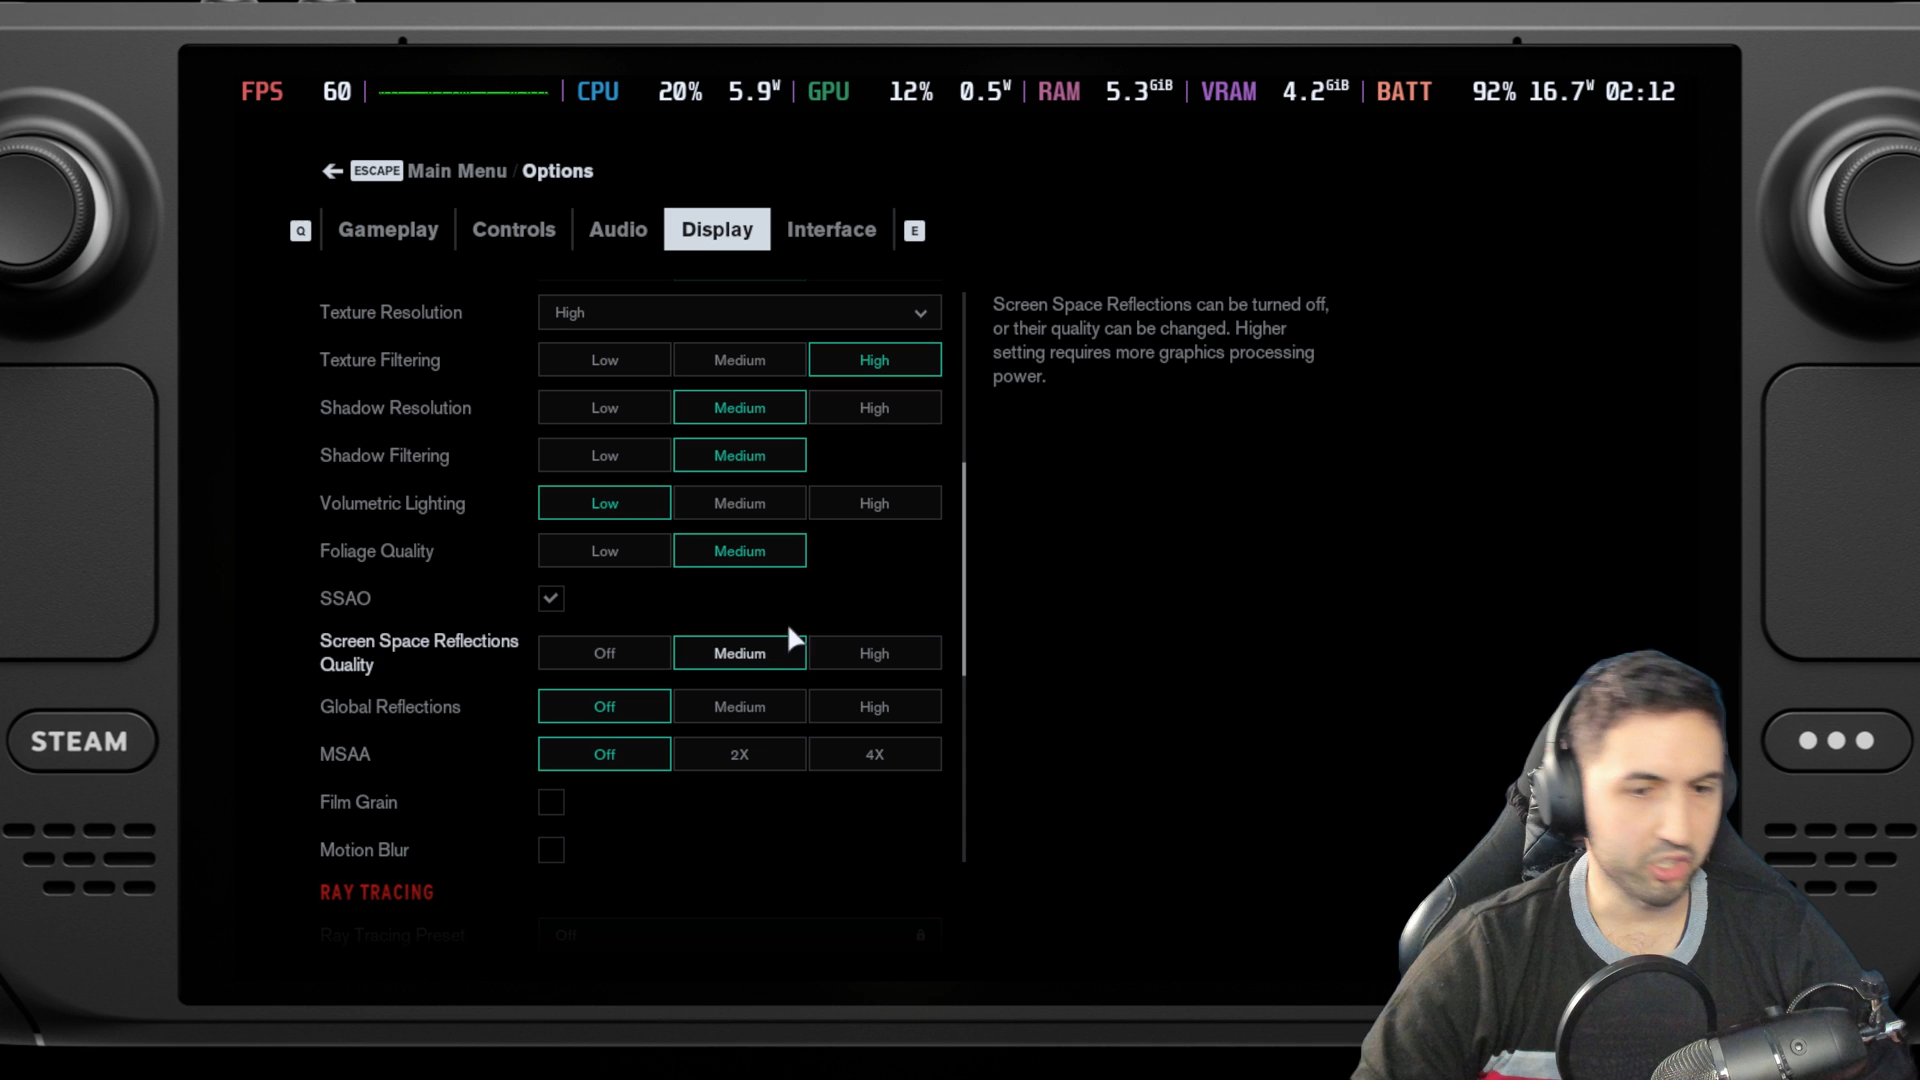 FPS 60 CPU 20% 5.9W GPU 12% 0.5W RAM 5.3GiB VRAM 4.2GiB BATT 92% 16.7W 02:12
ESCAPE Main Menu / Options
Q Gameplay Controls Audio Display Interface E
Texture Resolution High
Texture Filtering Low Medium High
Shadow Resolution Low Medium High
Shadow Filtering Low Medium
Volumetric Lighting Low Medium High
Foliage Quality Low Medium
SSAO
Screen Space Reflections
Quality Off Medium High
Global Reflections Off Medium High
MSAA Off 2X 4X
Film Grain
Motion Blur
RAY TRACING
Ray Tracing Preset Off
Screen Space Reflections can be turned off,
or their quality can be changed. Higher
setting requires more graphics processing
power.
STEAM